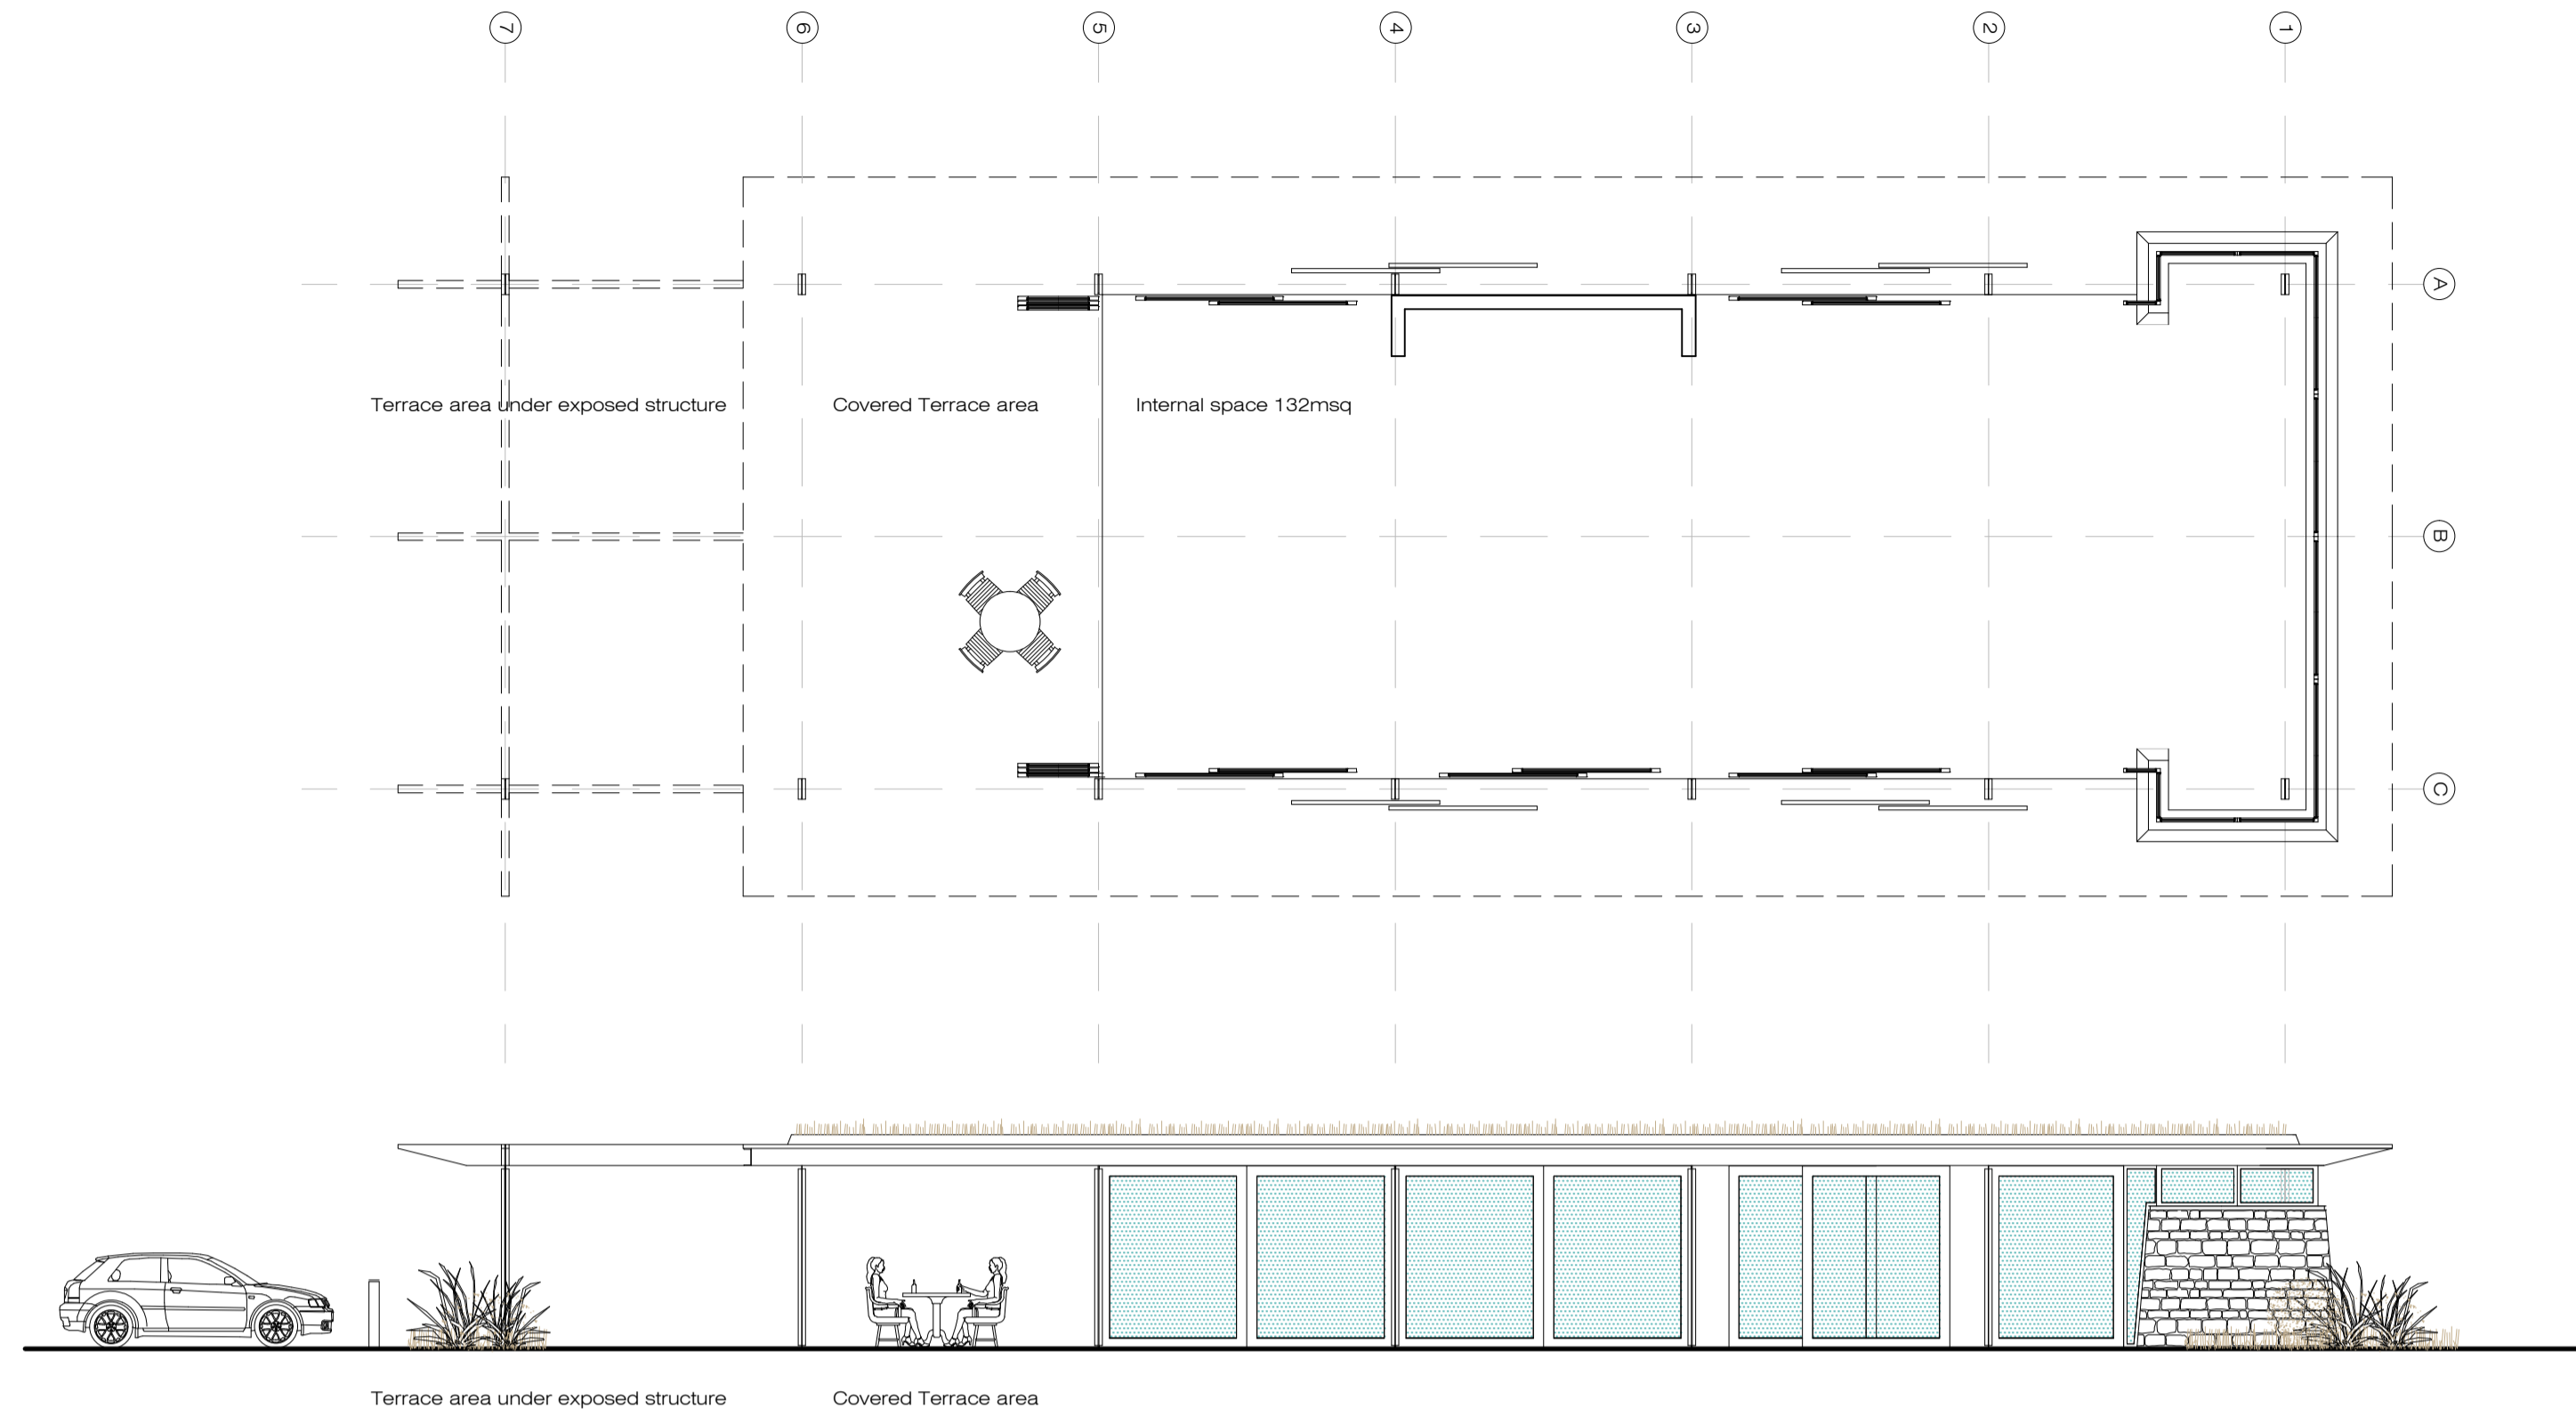 7 6 5 4 3 2 1
A
Terrace area under exposed structure Covered Terrace area Internal space 132msq
B
C
Terrace area under exposed structure Covered Terrace area